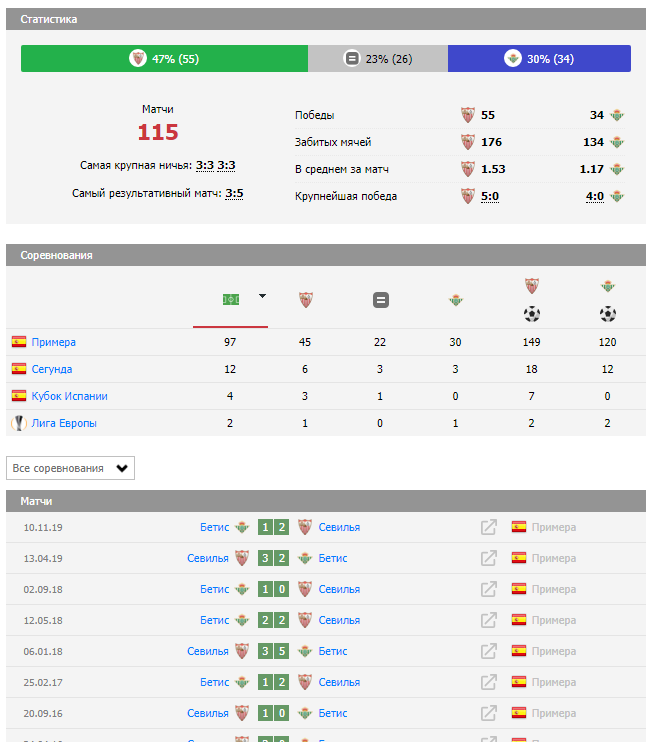 Статистика
47% (55) 23% (26) 30% (34)
Матчи
115
Самая крупная ничья: 3:3 3:3
Самый результативный матч: 3:5
Победы 55 34
Забитых мячей 176 134
В среднем за матч 1.53 1.17
Крупнейшая победа 5:0 4:0
Соревнования
Примера 97 45 22 30 149 120
Сегунда 12 6 3 3 18 12
Кубок Испании 4 3 1 0 7 0
Лига Европы 2 1 0 1 2 2
Все соревнования
Матчи
10.11.19 Бетис 1 2 Севилья Примера
13.04.19 Севилья 3 2 Бетис Примера
02.09.18 Бетис 1 0 Севилья Примера
12.05.18 Бетис 2 2 Севилья Примера
06.01.18 Севилья 3 5 Бетис Примера
25.02.17 Бетис 1 2 Севилья Примера
20.09.16 Севилья 1 0 Бетис Примера